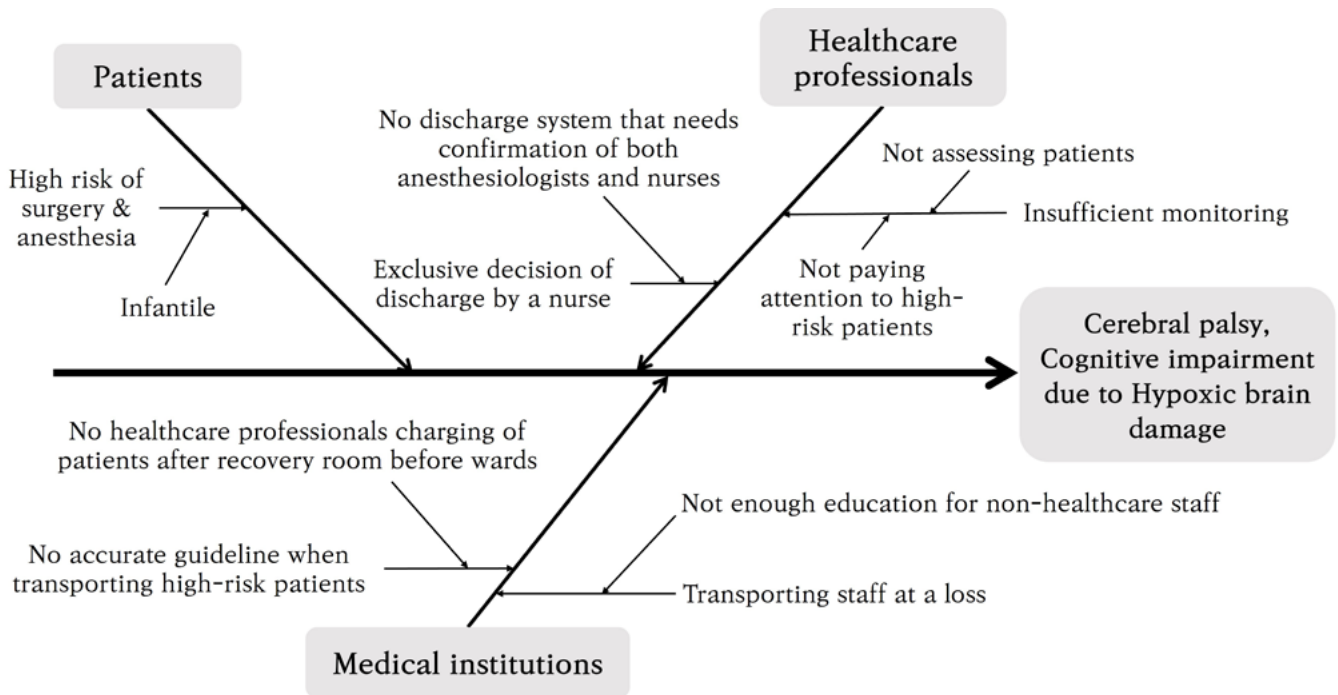 Patients
Healthcare
professionals
High risk of
surgery &
anesthesia
Infantile
No discharge system that needs
confirmation of both
anesthesiologists and nurses
Exclusive decision of
discharge by a nurse
Not assessing patients
Insufficient monitoring
Not paying
attention to high-
risk patients
Cerebral palsy,
Cognitive impairment
due to Hypoxic brain
damage
No healthcare professionals charging of
patients after recovery room before wards
No accurate guideline when
transporting high-risk patients
Not enough education for non-healthcare staff
Transporting staff at a loss
Medical institutions